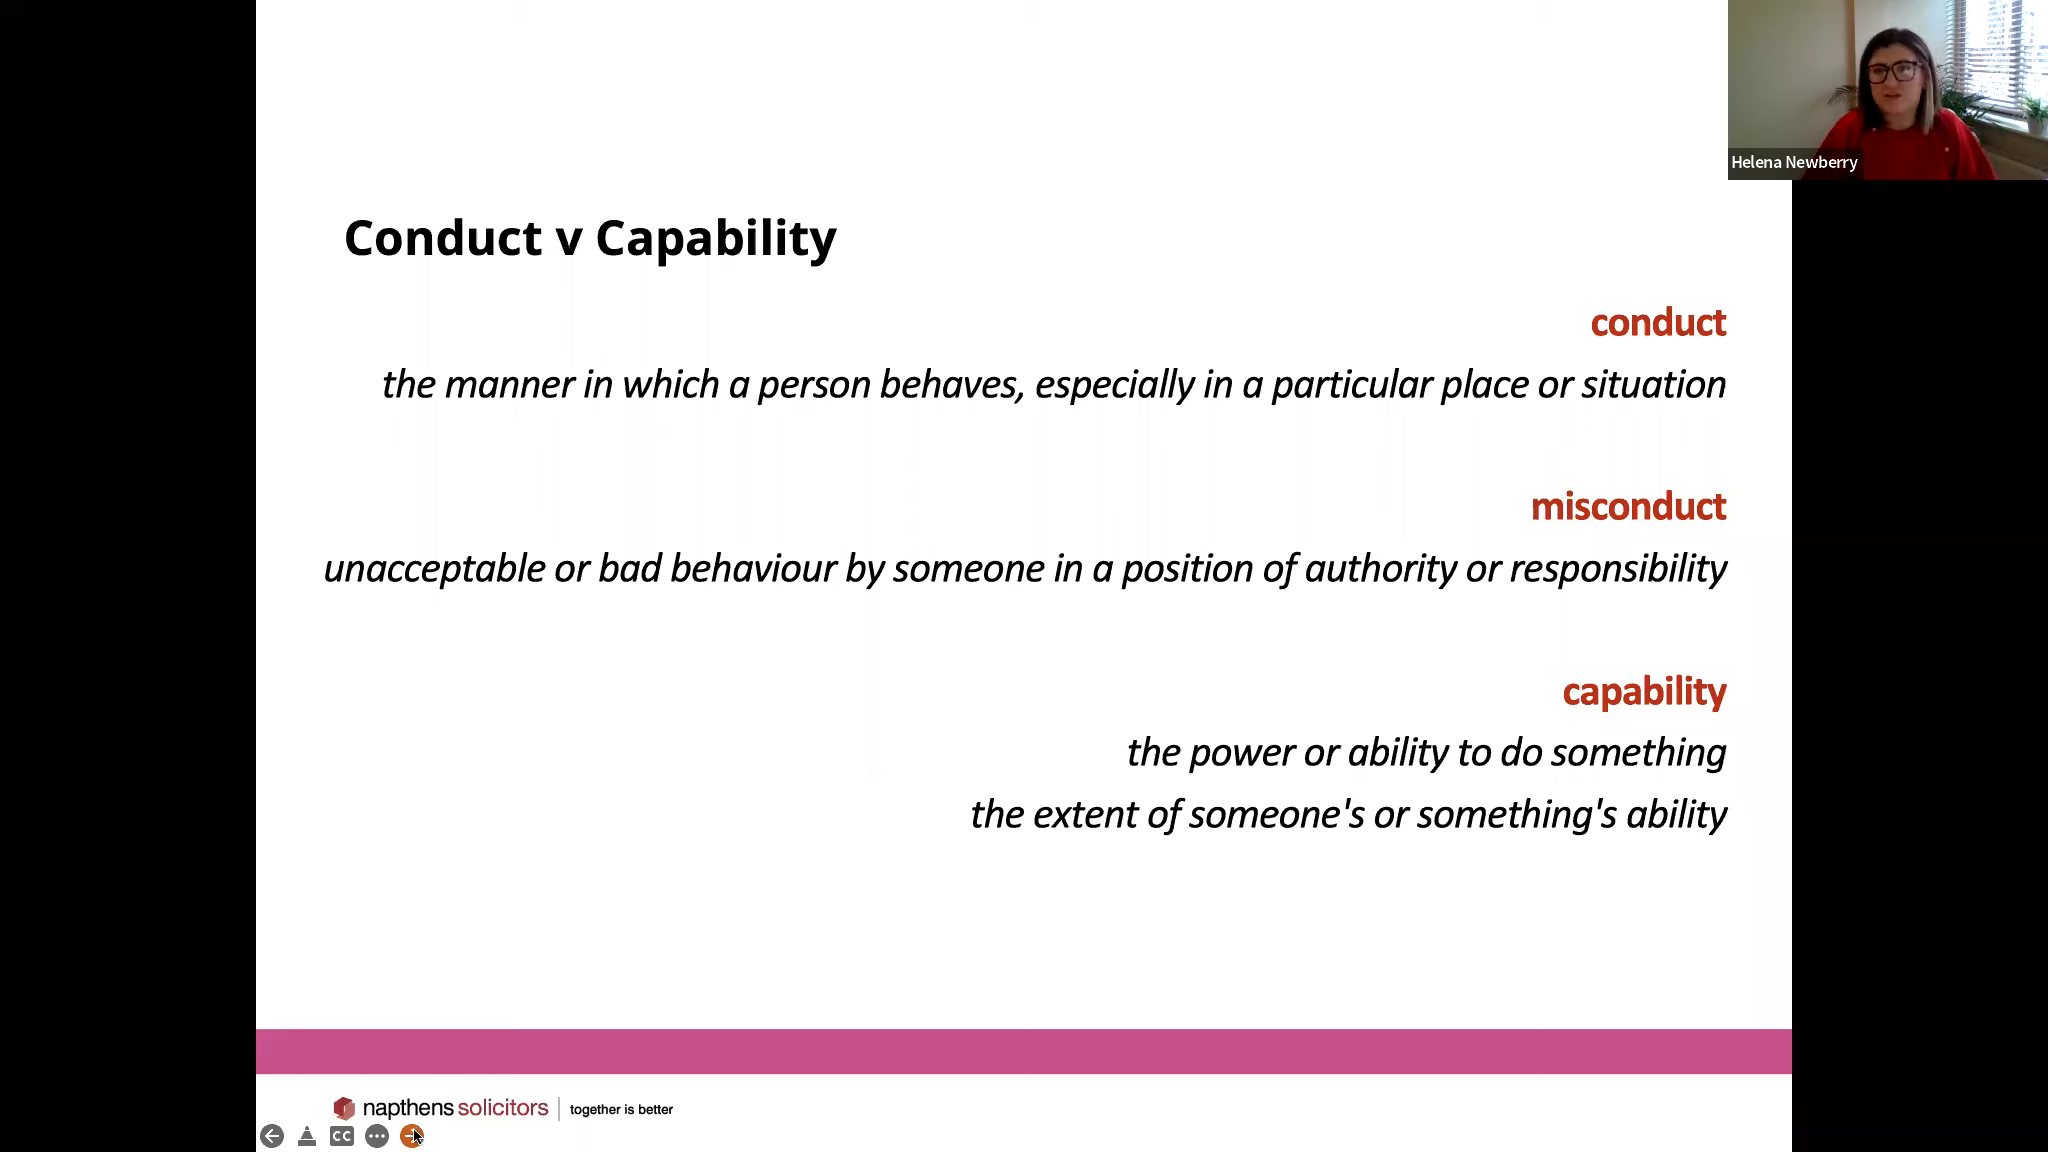 Helena Newberry
Conduct v Capability
conduct
the manner in which a person behaves, especially in a particular place or situation
misconduct
unacceptable or bad behaviour by someone in a position of authority or responsibility
capability
the power or ability to do something
the extent of someone's or something's ability
napthens solicitors | together is better
CC